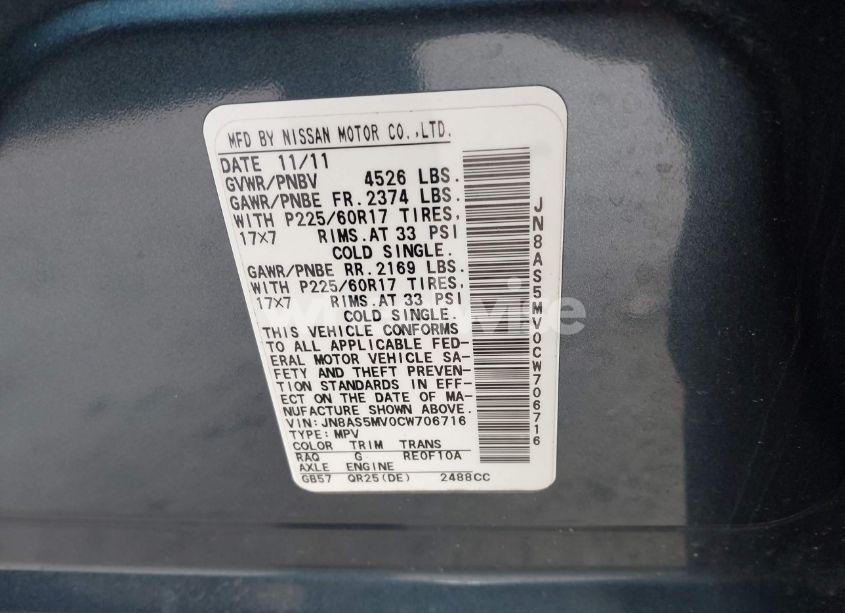 MFD BY NISSAN MOTOR CO.,LTD.
DATE 11/11
GVWR/PNBV 4526 LBS.
GAWR/PNBE FR.2374 LBS.
WITH P225/60R17 TIRES,
17X7 RIMS.AT 33 PSI
COLD SINGLE.
GAWR/PNBE RR.2169 LBS.
WITH P225/60R17 TIRES,
17X7 RIMS.AT 33 PSI
COLD SINGLE.
THIS VEHICLE CONFORMS
TO ALL APPLICABLE FED-
ERAL MOTOR VEHICLE SA-
FETY AND THEFT PREVEN-
TION STANDARDS IN EFF-
ECT ON THE DATE OF MA-
NUFACTURE SHOWN ABOVE.
VIN:JN8AS5MV0CW706716
TYPE:MPV
COLOR TRIM TRANS
RAQ G RE0F10A
AXLE ENGINE
GB57 QR25(DE) 2488CC
JN8AS5MV0CW706716